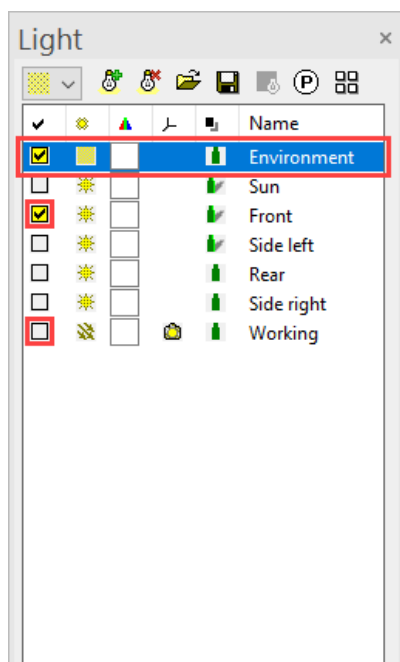 Light
P
Name
Environment
Sun
Front
Side left
Rear
Side right
Working